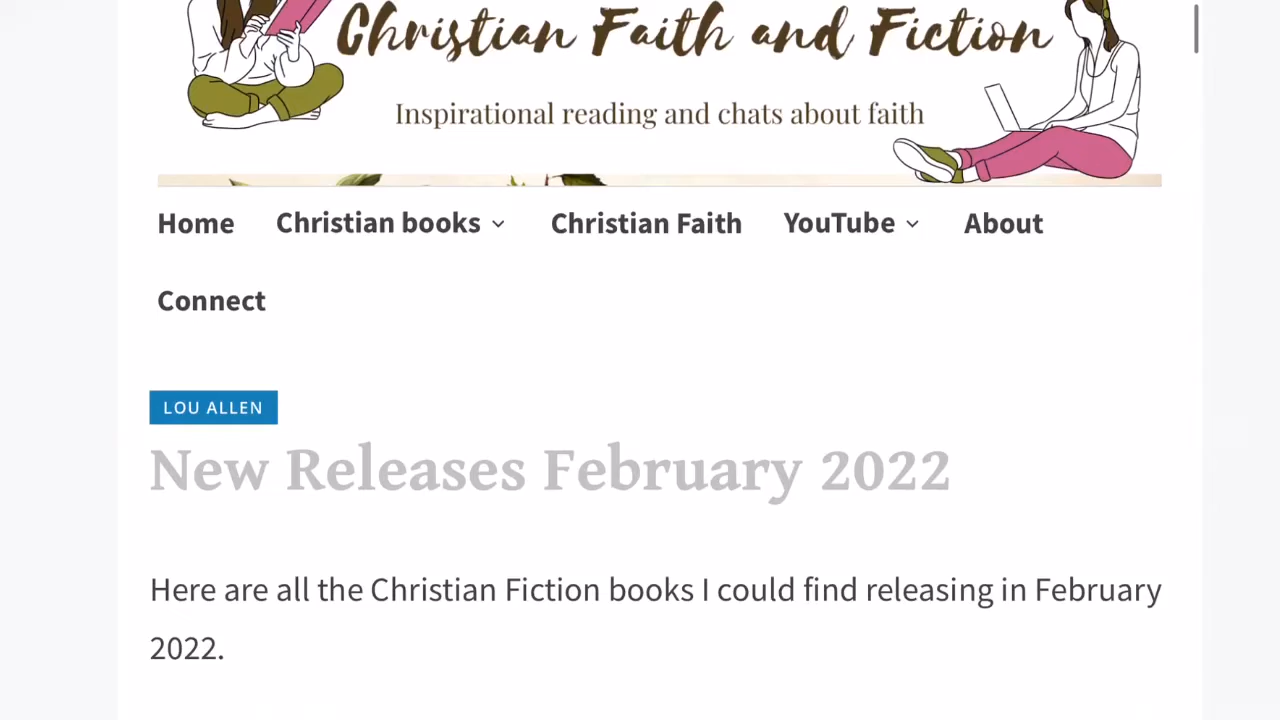 Christian Faith and Fiction
Inspirational reading and chats about faith
Home Christian books Christian Faith YouTube About
Connect
LOU ALLEN
New Releases February 2022
Here are all the Christian Fiction books I could find releasing in February
2022.